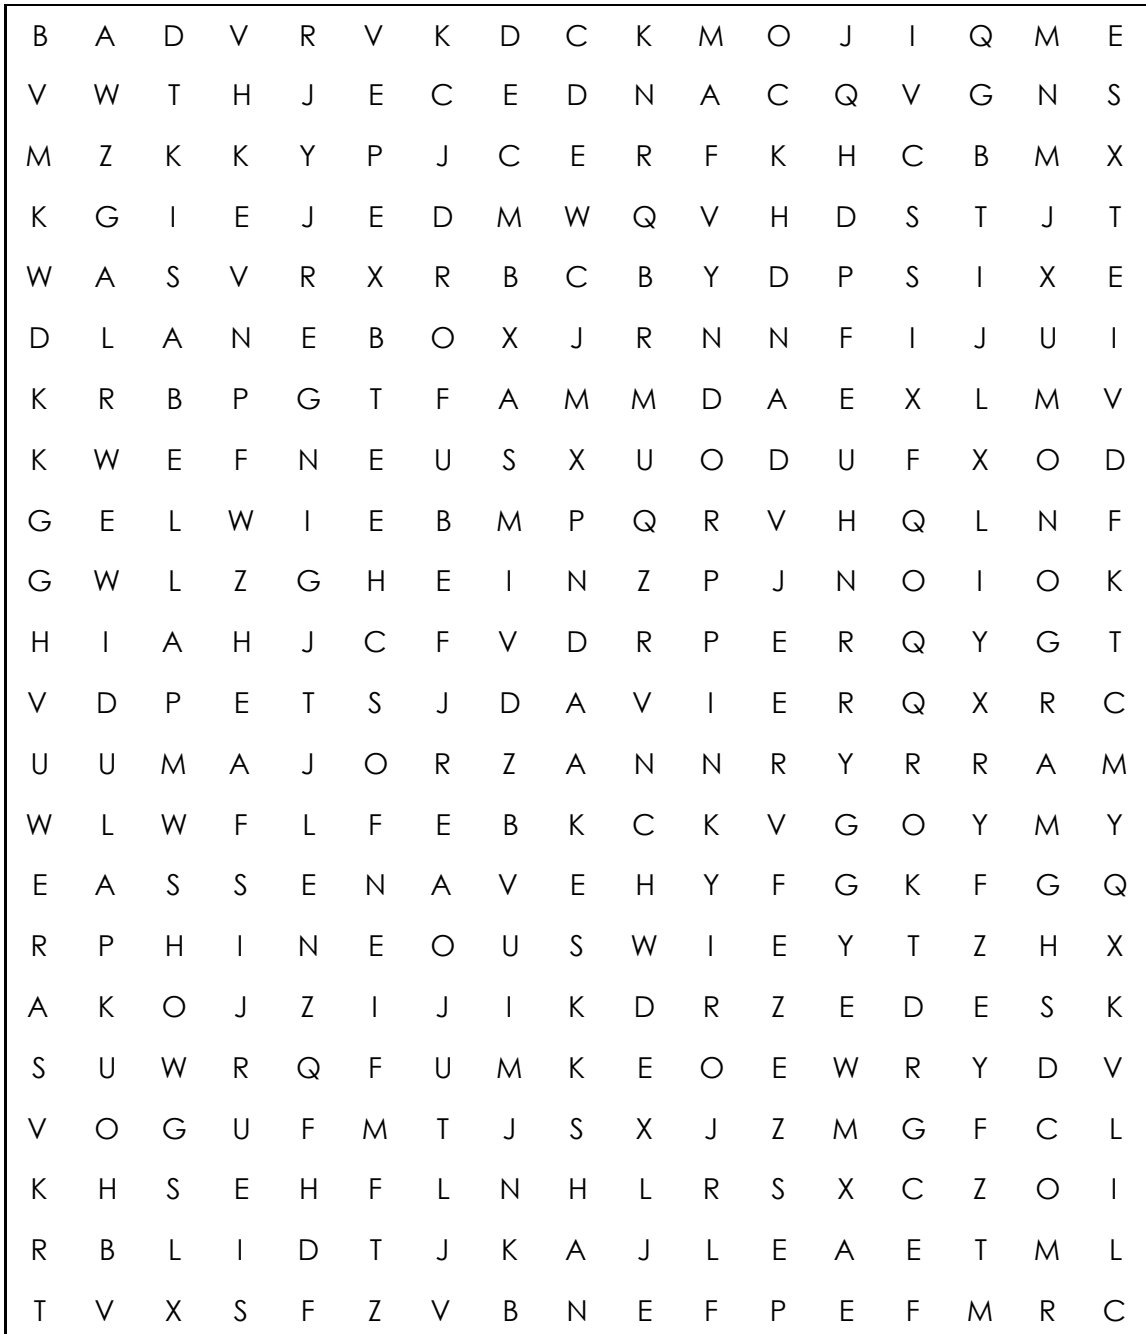 B A D V R V K D C K M O J I Q M E
V W T H J E C E D N A C Q V G N S
M Z K K Y P J C E R F K H C B M X
K G I E J E D M W Q V H D S T J T
W A S V R X R B C B Y D P S I X E
D L A N E B O X J R N N F I J U I
K R B P G T F A M M D A E X L M V
K W E F N E U S X U O D U F X O D
G E L W I E B M P Q R V H Q L N F
G W L Z G H E I N Z P J N O I O K
H I A H J C F V D R P E R Q Y G T
V D P E T S J D A V I E R Q X R C
U U M A J O R Z A N N R Y R R A M
W L W F L F E B K C K V G O Y M Y
E A S S E N A V E H Y F G K F G Q
R P H I N E O U S W I E Y T Z H X
A K O J Z I J I K D R Z E D E S K
S U W R Q F U M K E O E W R Y D V
V O G U F M T J S X J Z M G F C L
K H S E H F L N H L R S X C Z O I
R B L I D T J K A J L E A E T M L
T V X S F Z V B N E F P E F M R C